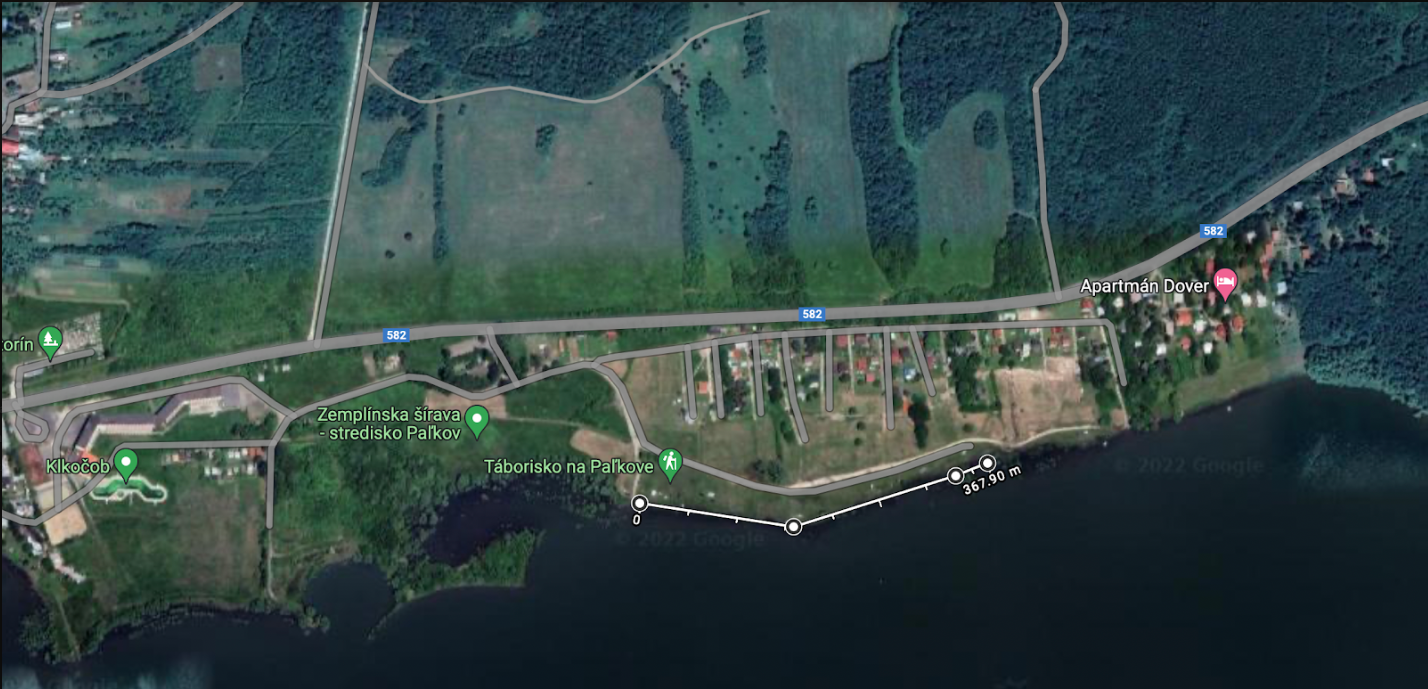 582
Apartmán Dover
582
582
orín
Zemplínska šírava
- stredisko Paľkov
Klkočob
Táborisko na Paľkove
© 2022 Google
367.90 m
0
© 2022 Google